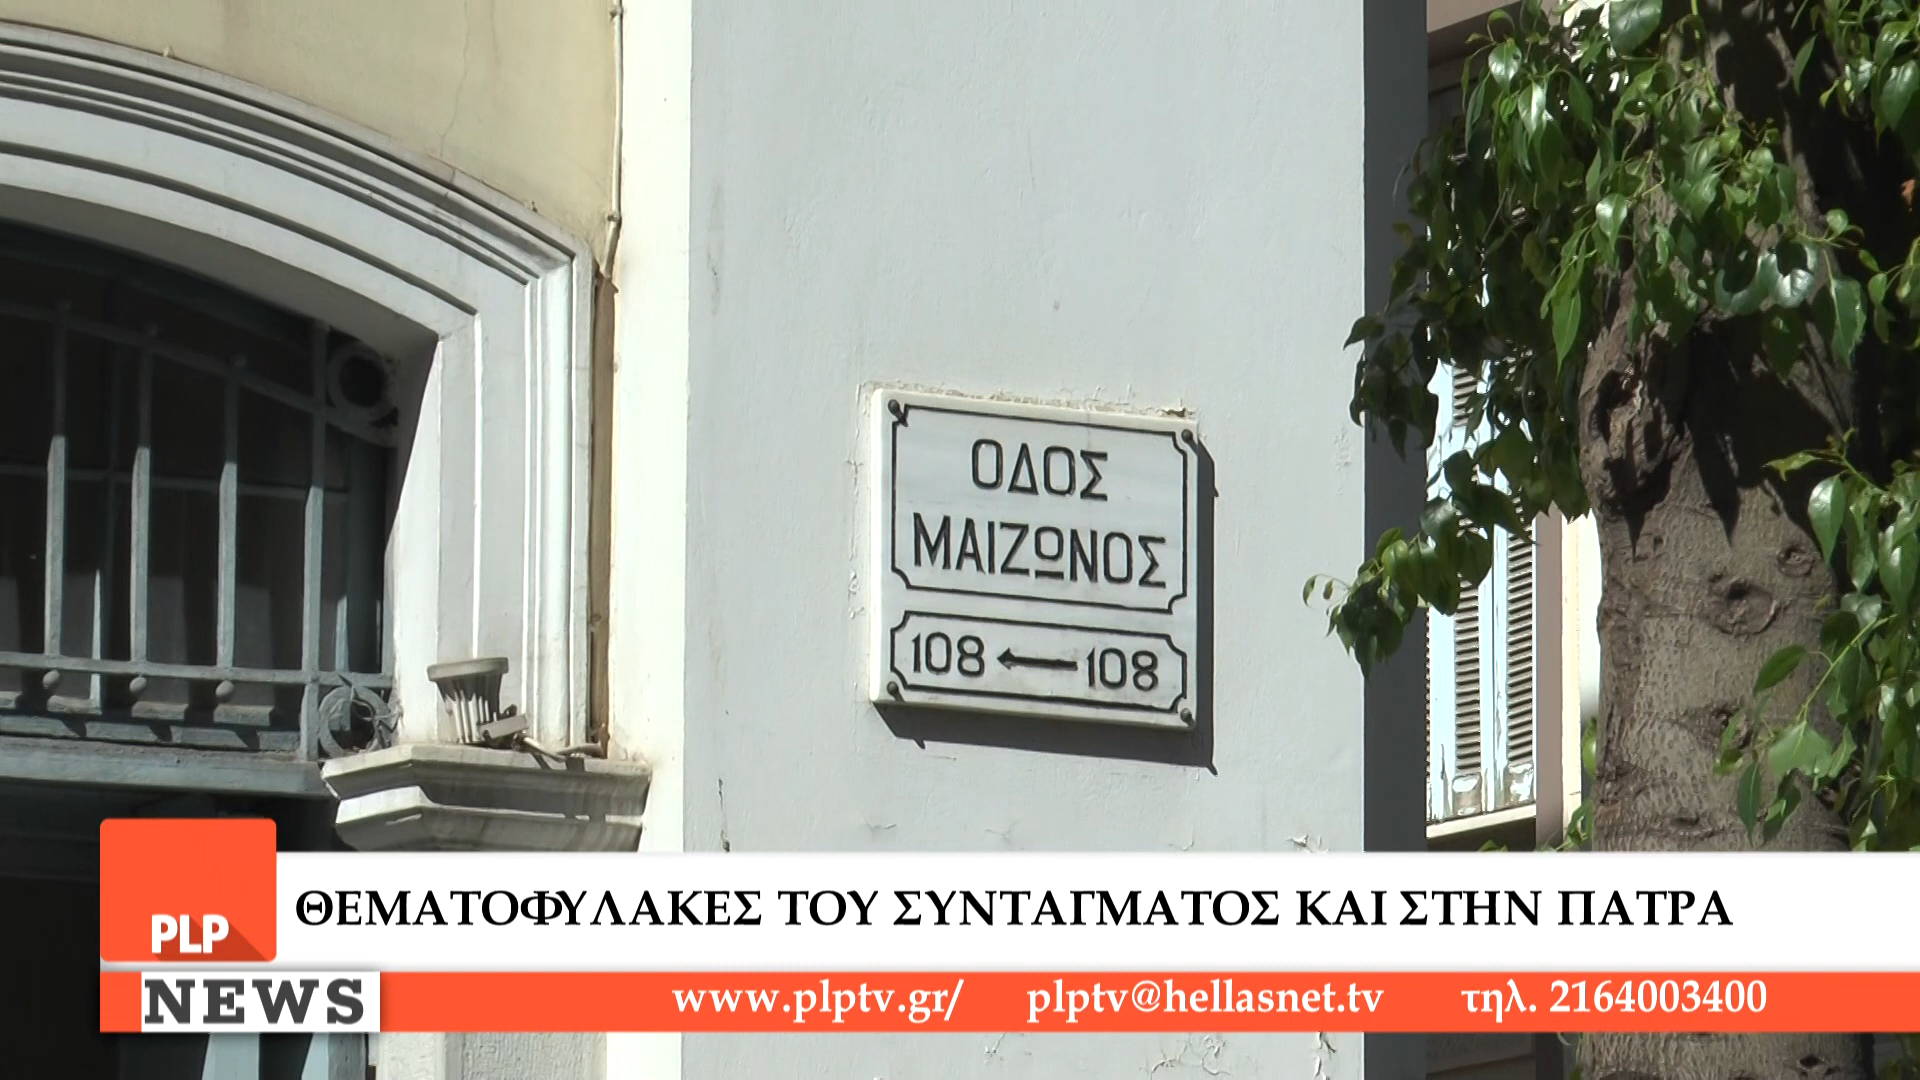 ΟΔΟΣ
ΜΑΙΖΩΝΟΣ
108 ← 108
ΘΕΜΑΤΟΦΥΛΑΚΕΣ ΤΟΥ ΣΥΝΤΑΓΜΑΤΟΣ ΚΑΙ ΣΤΗΝ ΠΑΤΡΑ
PLP
NEWS
www.plptv.gr/ plptv@hellasnet.tv τηλ. 2164003400